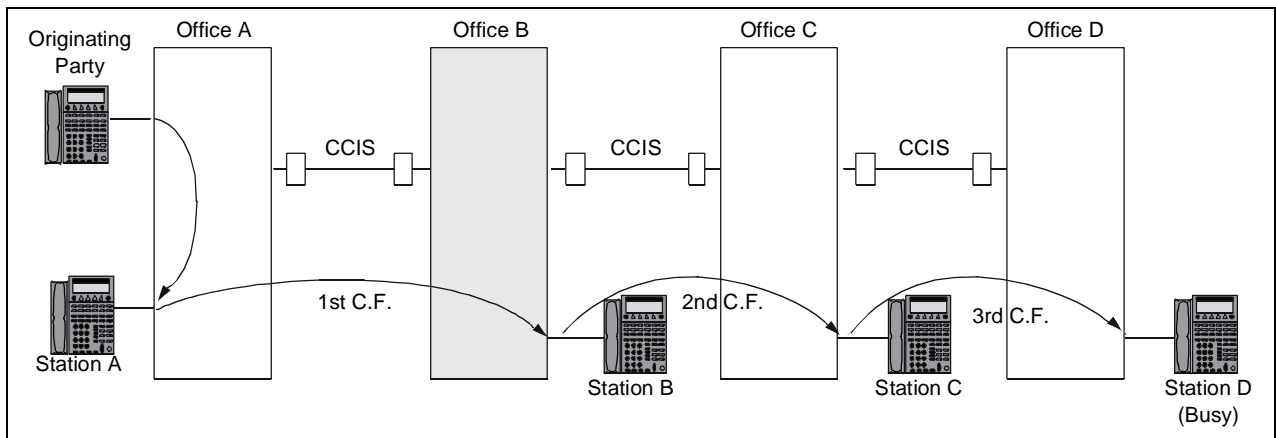 Originating
Party
Office A
Office B
Office C
Office D
CCIS
CCIS
CCIS
1st C.F.
2nd C.F.
3rd C.F.
Station A
Station B
Station C
Station D
(Busy)